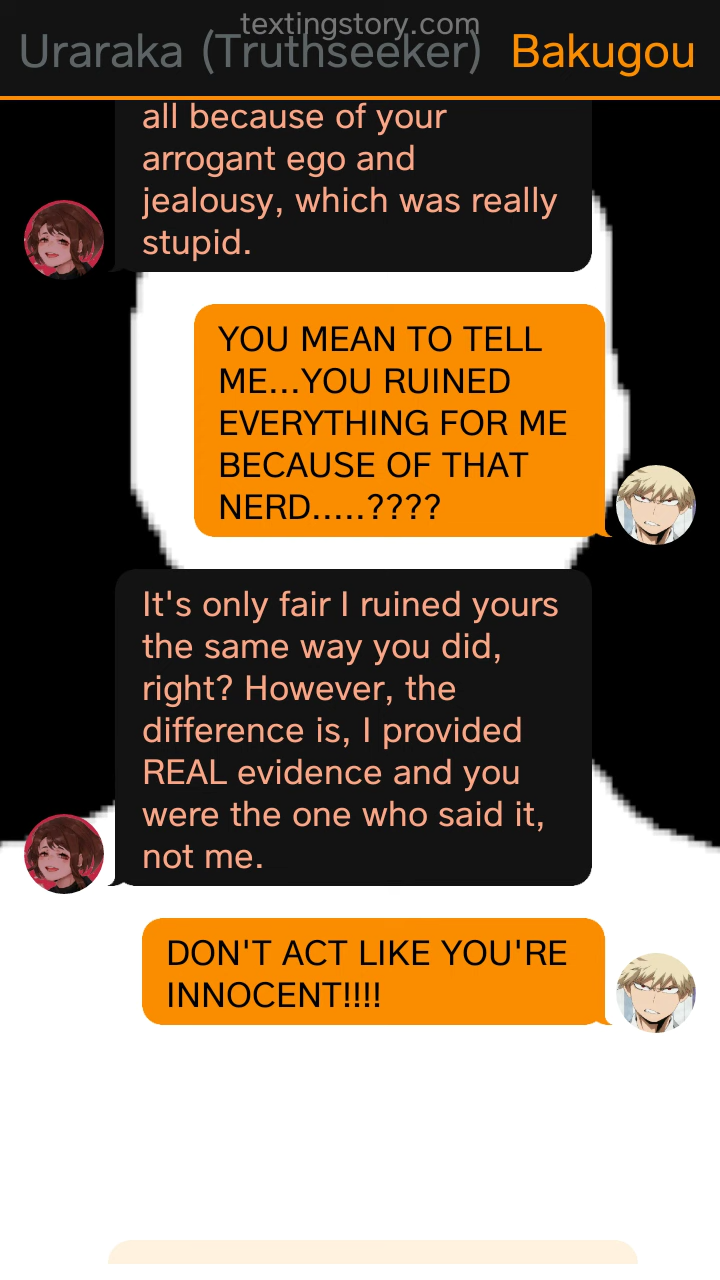 textingstory.com
Uraraka (Truthseeker) Bakugou
all because of your
arrogant ego and
jealousy, which was really
stupid.
YOU MEAN TO TELL
ME...YOU RUINED
EVERYTHING FOR ME
BECAUSE OF THAT
NERD.....????
It's only fair I ruined yours
the same way you did,
right? However, the
difference is, I provided
REAL evidence and you
were the one who said it,
not me.
DON'T ACT LIKE YOU'RE
INNOCENT!!!!